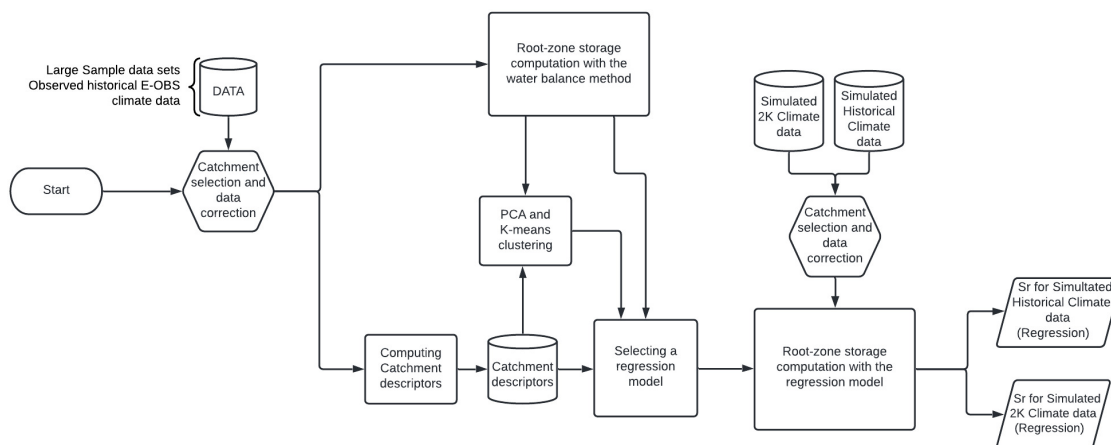 Large Sample data sets
Observed historical E-OBS
climate data
DATA
Start
Catchment
selection and
data
correction
Root-zone storage
computation with the
water balance method
PCA and
K-means
clustering
Computing
Catchment
descriptors
Catchment
descriptors
Selecting a
regression
model
Simulated
2K Climate
data
Simulated
Historical
Climate
data
Catchment
selection and
data
correction
Root-zone storage
computation with the
regression model
Sr for Simultated
Historical Climate
data
(Regression)
Sr for Simulated
2K Climate data
(Regression)